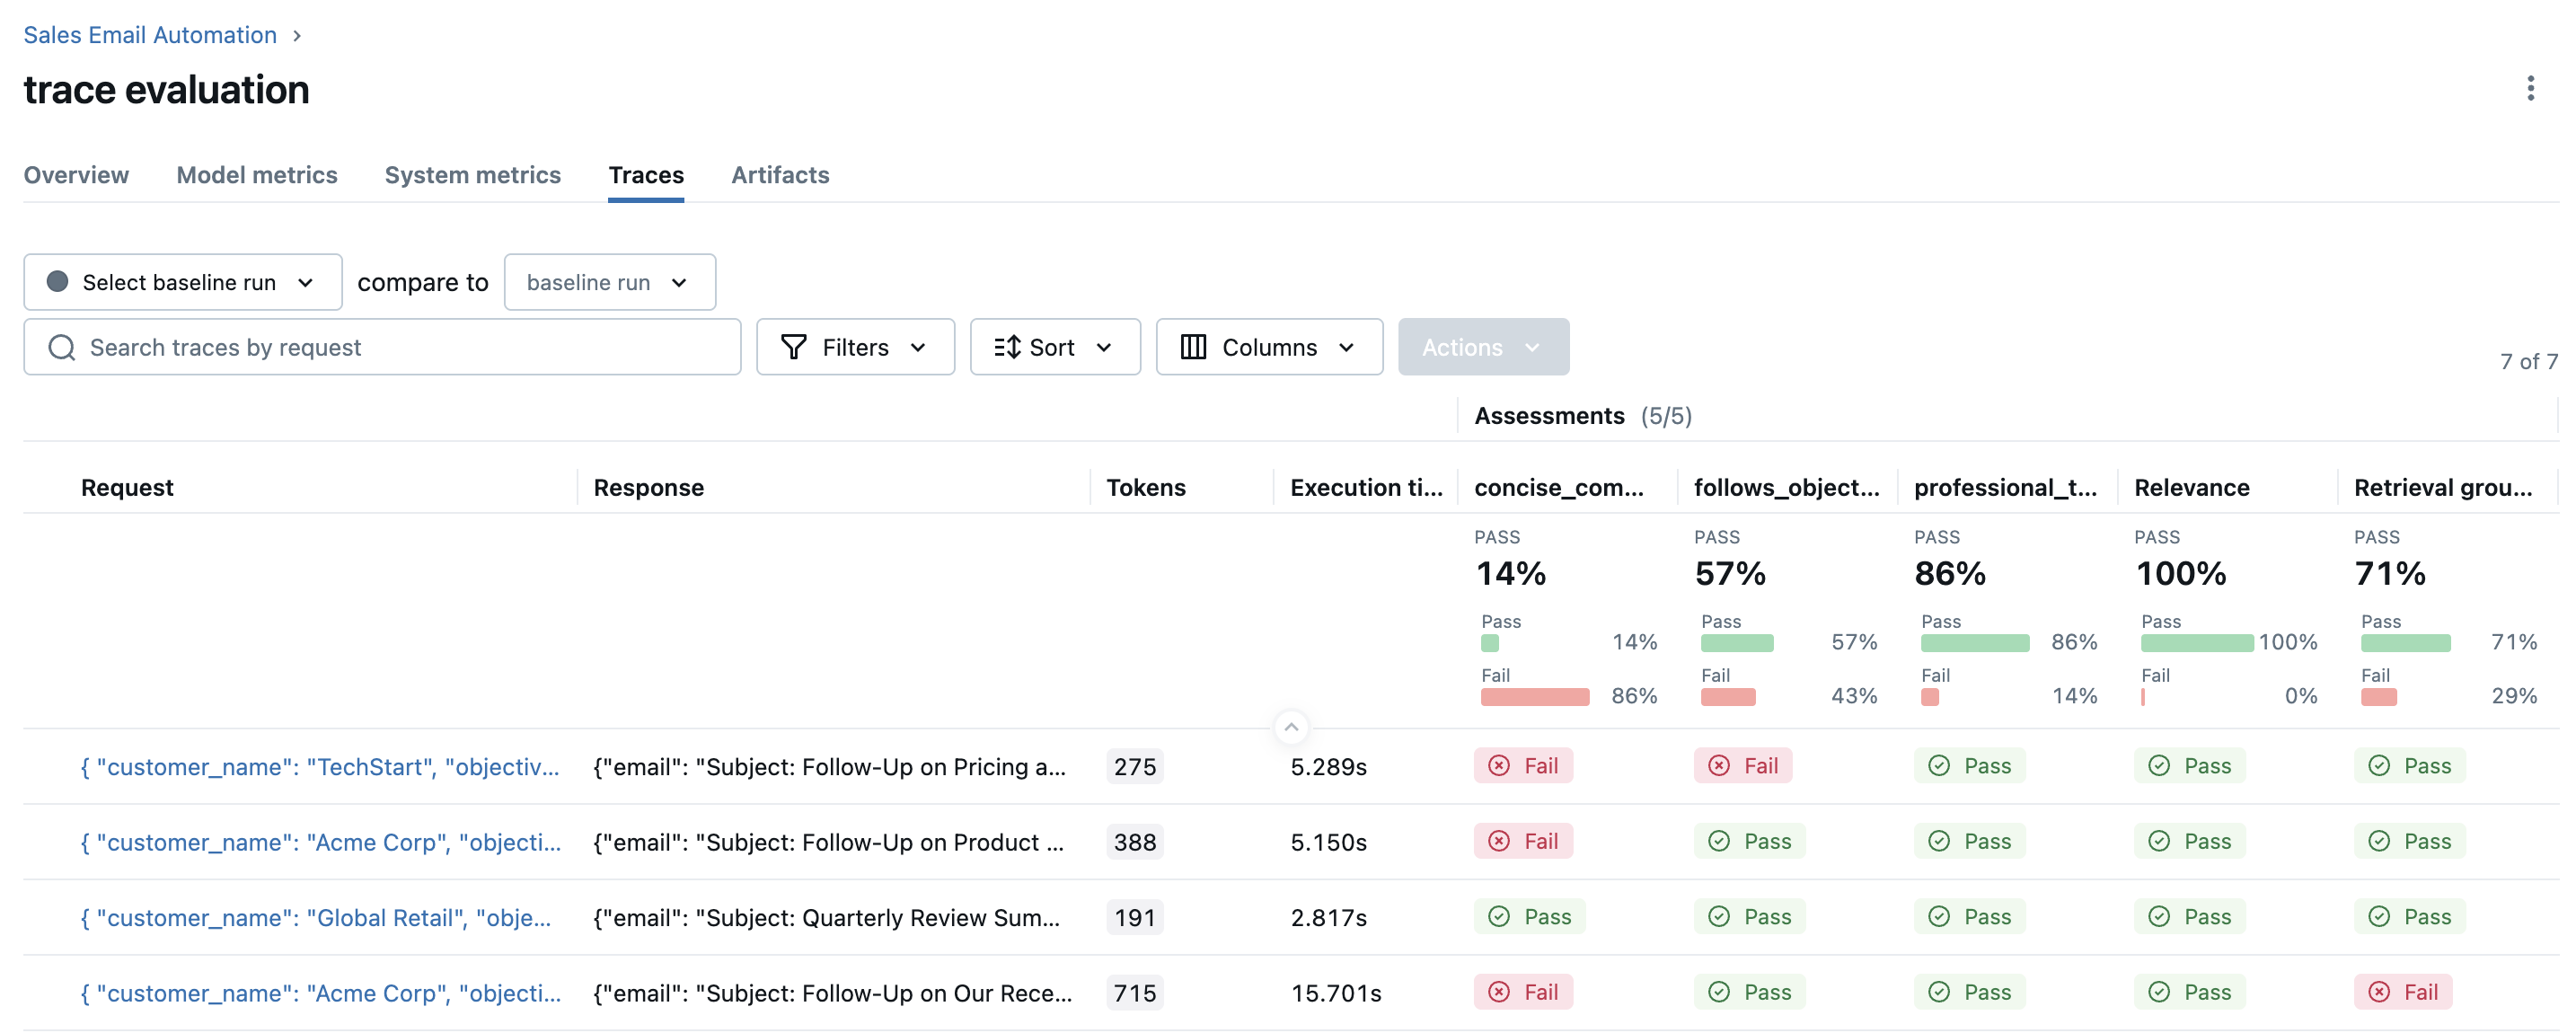 Sales Email Automation
trace evaluation
Overview Model metrics System metrics Traces Artifacts
Select baseline run compare to baseline run
Search traces by request Filters Sort Columns Actions
7 of 7
Assessments (5/5)
Request Response Tokens Execution ti... concise_com... follows_object... professional_t... Relevance Retrieval grou...
PASS PASS PASS PASS PASS
14% 57% 86% 100% 71%
Pass Pass Pass Pass Pass
14% 57% 86% 100% 71%
Fail Fail Fail Fail Fail
86% 43% 14% 0% 29%
{ "customer_name": "TechStart", "objectiv... {"email": "Subject: Follow-Up on Pricing a... 275 5.289s Fail Fail Pass Pass Pass
{ "customer_name": "Acme Corp", "objecti... {"email": "Subject: Follow-Up on Product ... 388 5.150s Fail Pass Pass Pass Pass
{ "customer_name": "Global Retail", "obje... {"email": "Subject: Quarterly Review Sum... 191 2.817s Pass Pass Pass Pass Pass
{ "customer_name": "Acme Corp", "objecti... {"email": "Subject: Follow-Up on Our Rece... 715 15.701s Fail Pass Pass Pass Fail